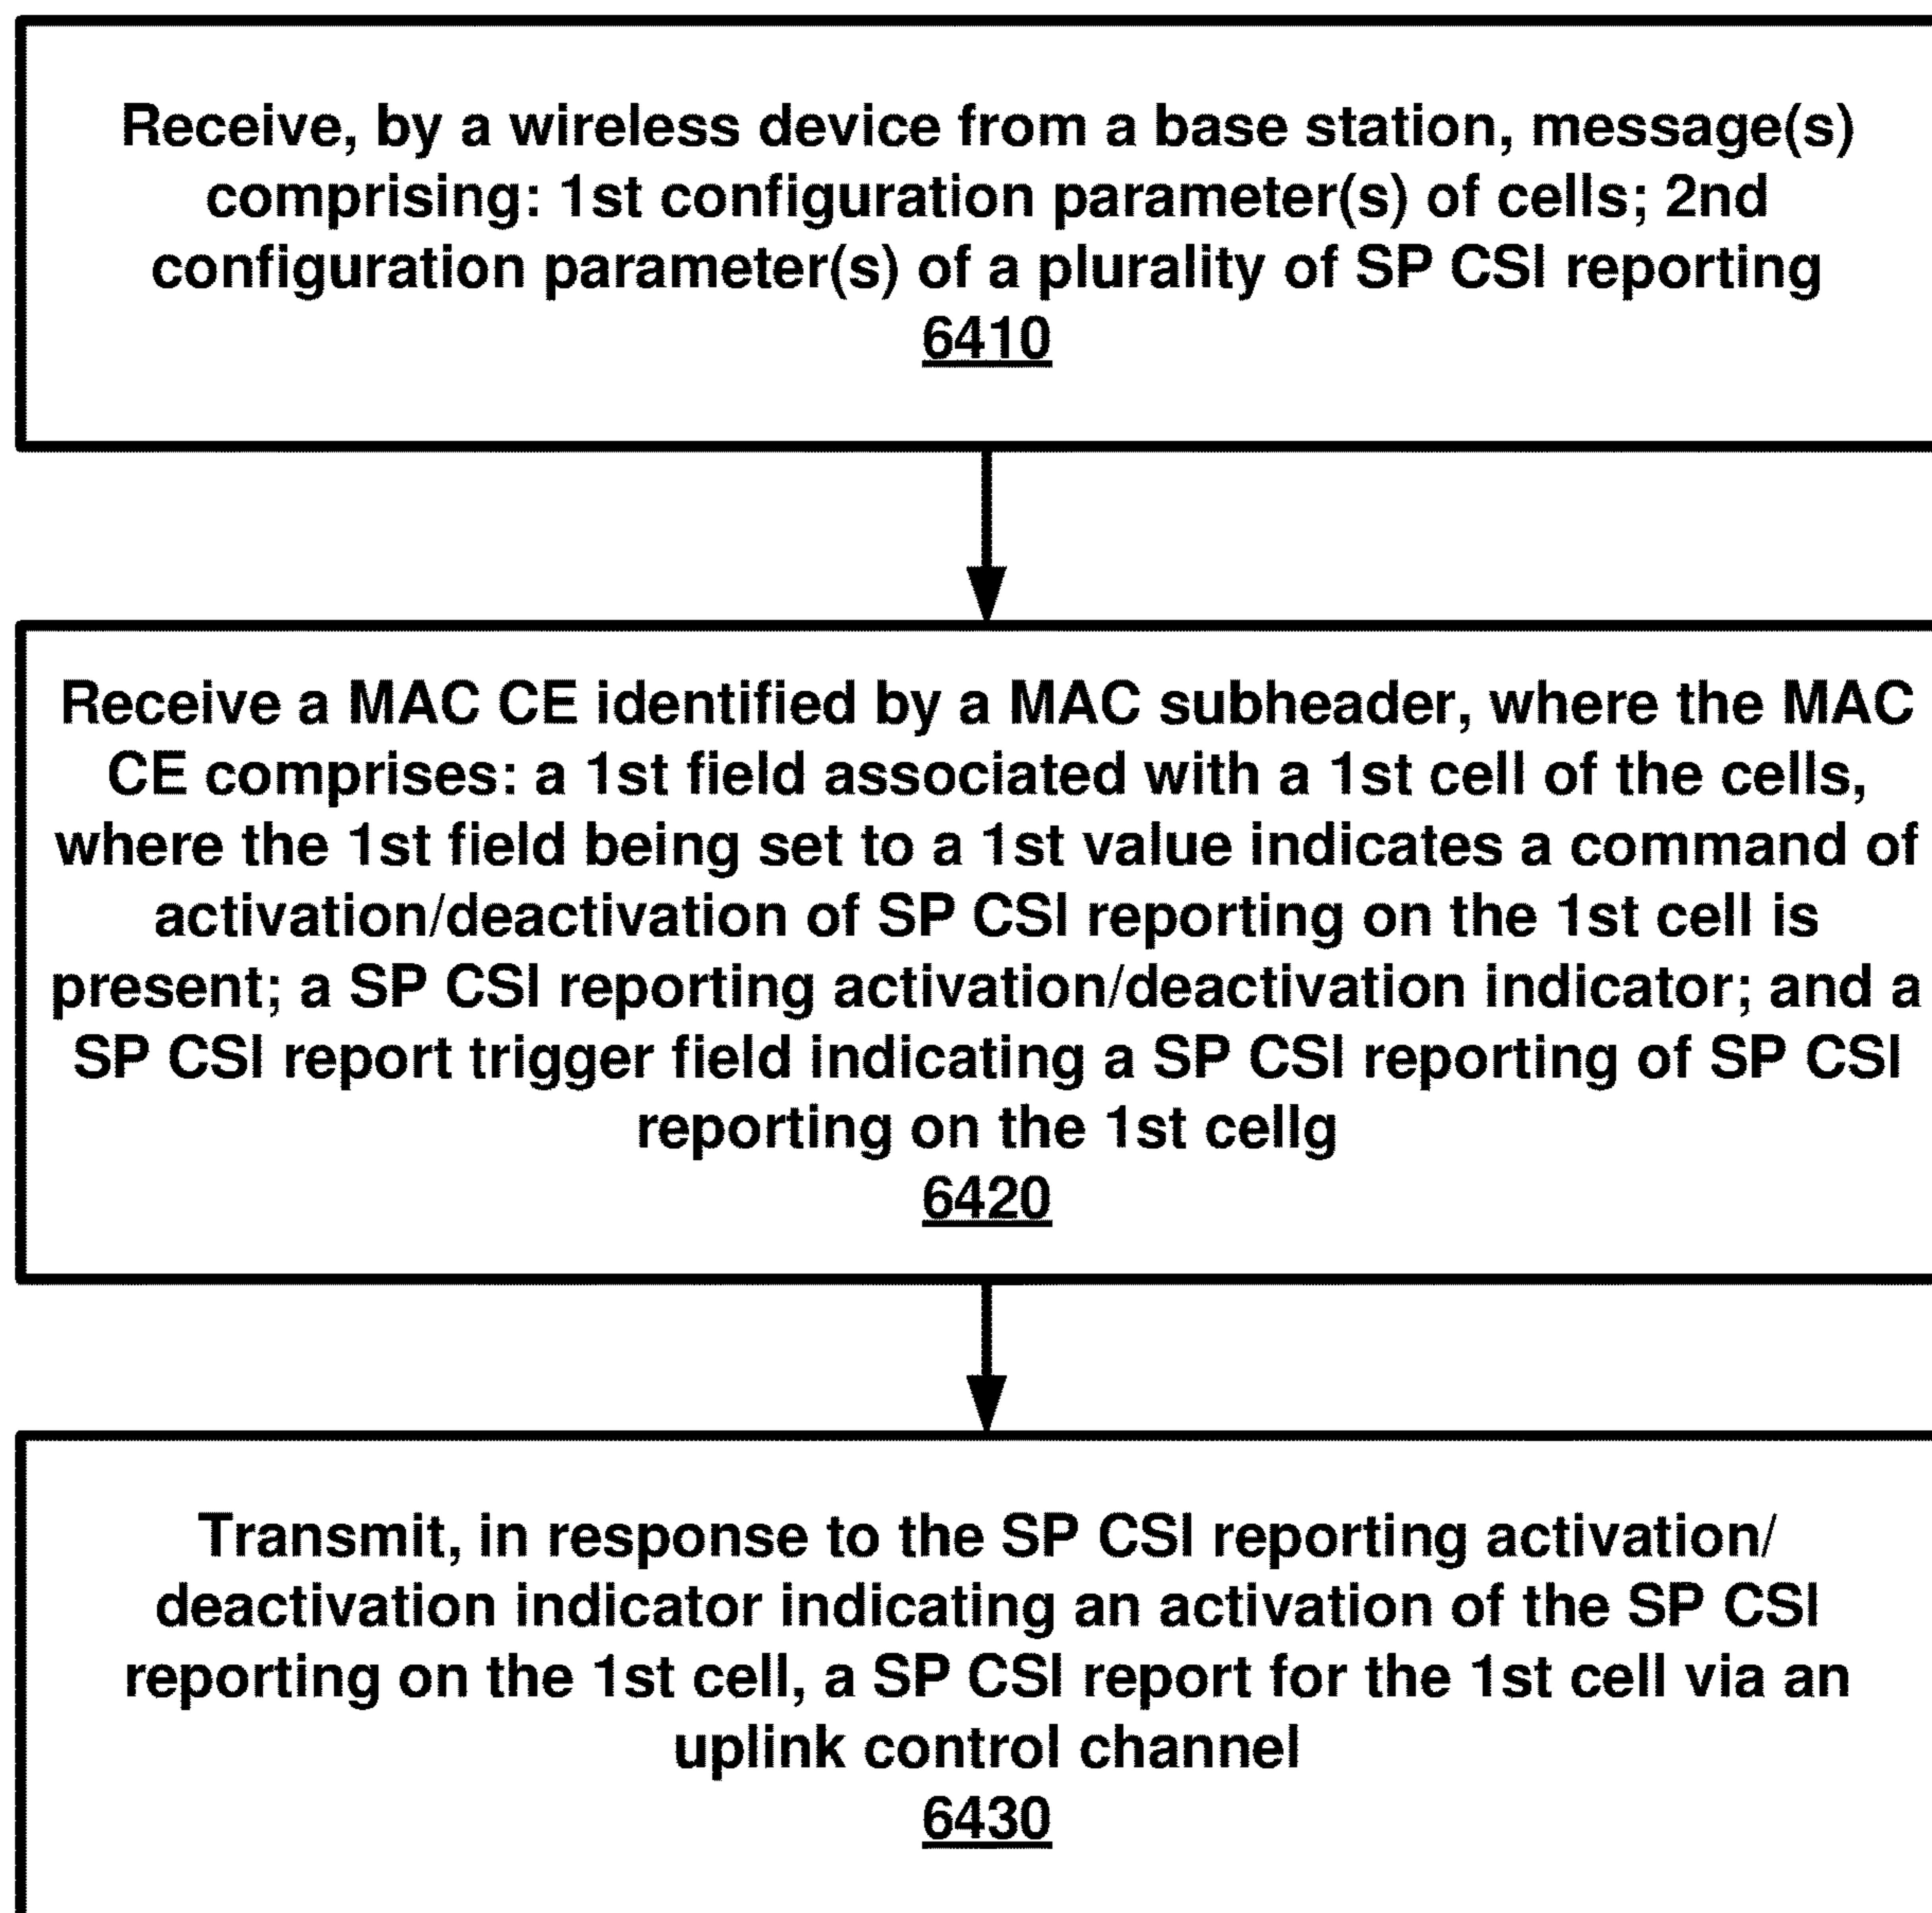 Receive, by a wireless device from a base station, message(s)
comprising: 1st configuration parameter(s) of cells; 2nd
configuration parameter(s) of a plurality of SP CSI reporting
6410
Receive a MAC CE identified by a MAC subheader, where the MAC
CE comprises: a 1st field associated with a 1st cell of the cells,
where the 1st field being set to a 1st value indicates a command of
activation/deactivation of SP CSI reporting on the 1st cell is
present; a SP CSI reporting activation/deactivation indicator; and a
SP CSI report trigger field indicating a SP CSI reporting of SP CSI
reporting on the 1st cellg
6420
Transmit, in response to the SP CSI reporting activation/
deactivation indicator indicating an activation of the SP CSI
reporting on the 1st cell, a SP CSI report for the 1st cell via an
uplink control channel
6430